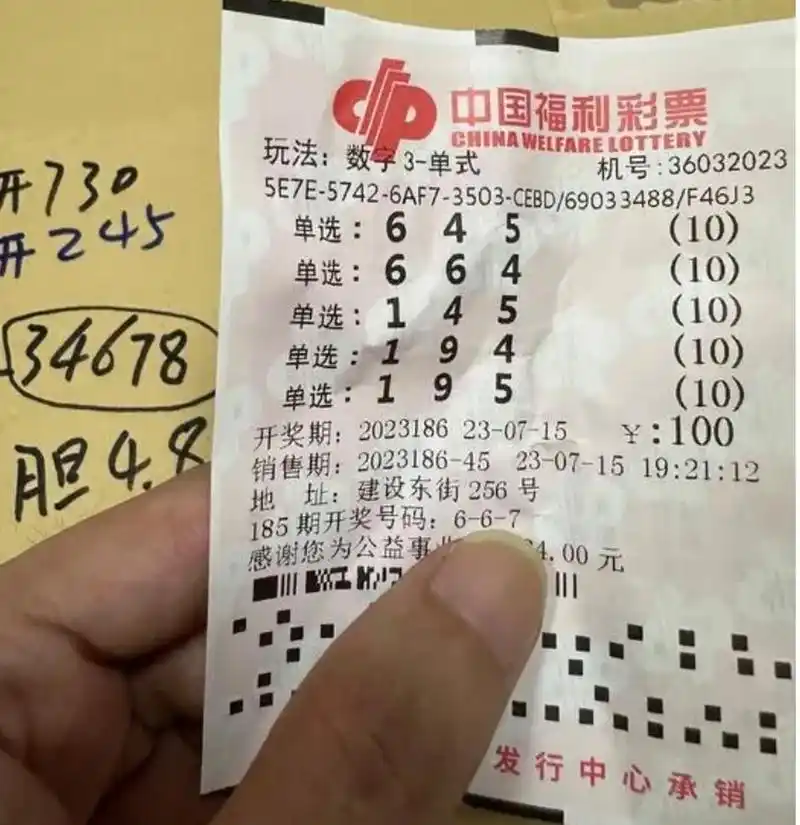 中国福利彩票
CHINA WELFARE LOTTERY
玩法：数字3-单式 机号:36032023
5E7E-5742-6AF7-3503-CEBD/69033488/F46J3
单选： 6 4 5 (10)
单选： 6 6 4 (10)
单选： 1 4 5 (10)
单选： 1 9 4 (10)
单选： 1 9 5 (10)
开奖期：2023186 23-07-15 ￥:100
销售期：2023186-45 23-07-15 19:21:12
地 址：建设东街256号
185期开奖号码：6-6-7
感谢您为公益事 4.00元
发行中心承销
开730
开245
34678
胆4.8